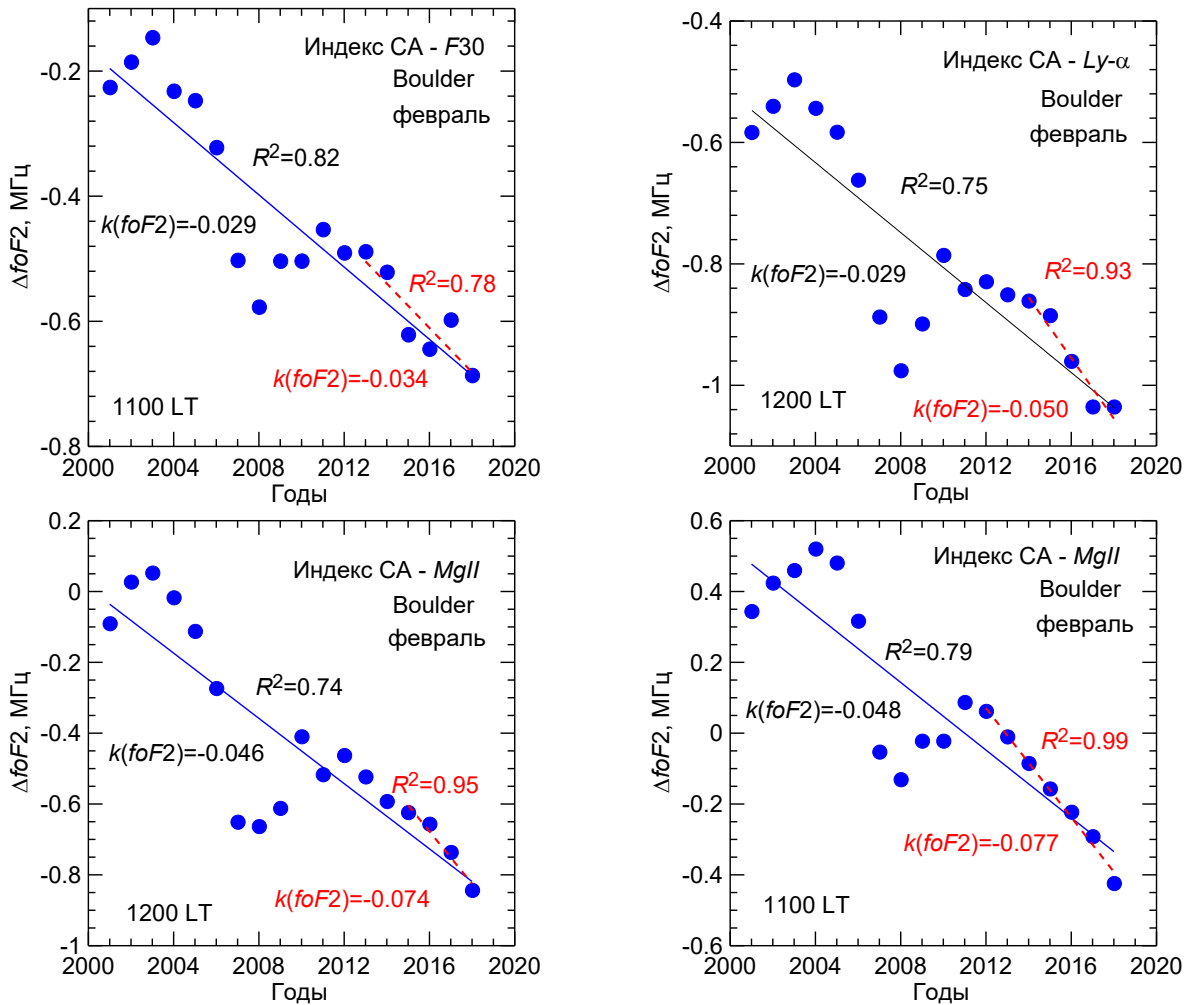 Индекс СА - F30
Boulder
февраль
R²=0.82
k(foF2)=-0.029
R²=0.78
k(foF2)=-0.034
1100 LT
-0.2
-0.4
-0.6
-0.8
ΔfoF2, МГц
2000 2004 2008 2012 2016 2020
Годы
Индекс СА - Ly-α
Boulder
февраль
R²=0.75
k(foF2)=-0.029
R²=0.93
k(foF2)=-0.050
1200 LT
-0.4
-0.6
-0.8
-1
ΔfoF2, МГц
2000 2004 2008 2012 2016 2020
Годы
Индекс СА - MgII
Boulder
февраль
R²=0.74
k(foF2)=-0.046
R²=0.95
k(foF2)=-0.074
1200 LT
0.2
0
-0.2
-0.4
-0.6
-0.8
-1
ΔfoF2, МГц
2000 2004 2008 2012 2016 2020
Годы
Индекс СА - MgII
Boulder
февраль
R²=0.79
k(foF2)=-0.048
R²=0.99
k(foF2)=-0.077
1100 LT
0.6
0.4
0.2
0
-0.2
-0.4
-0.6
ΔfoF2, МГц
2000 2004 2008 2012 2016 2020
Годы